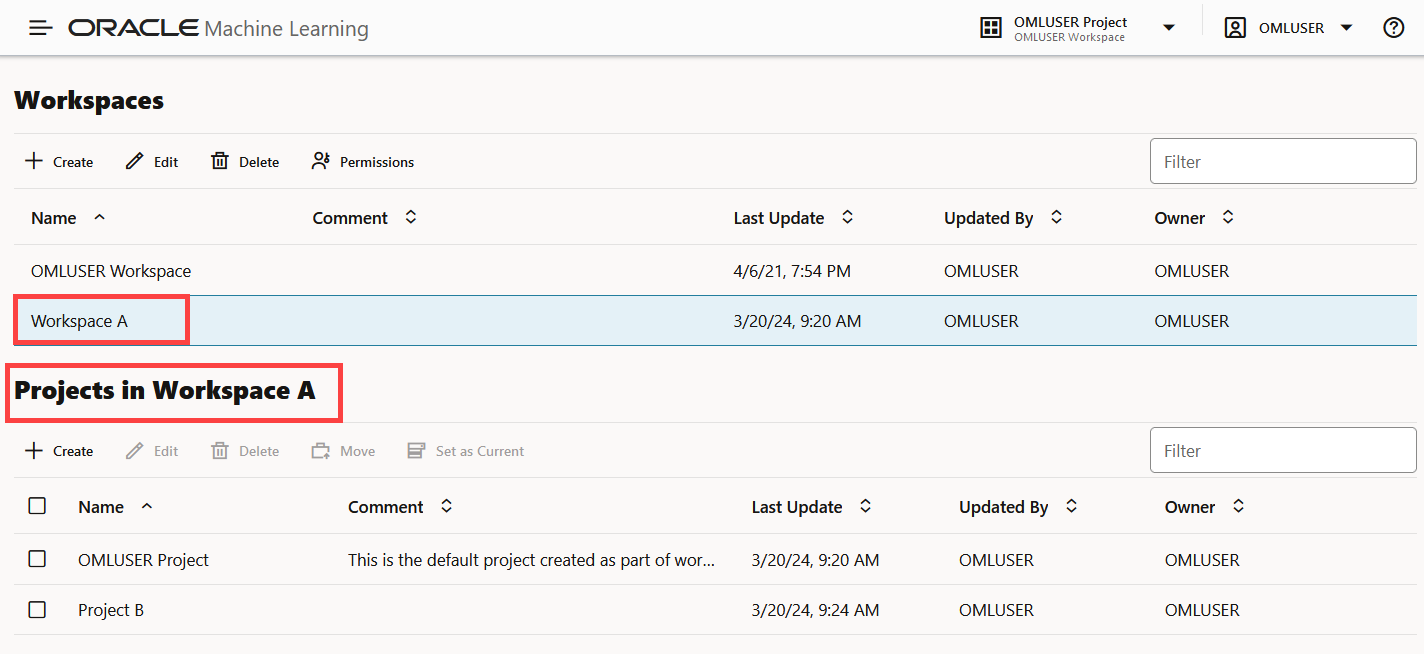 ORACLE Machine Learning
OMLUSER Project
OMLUSER Workspace
OMLUSER
?
Workspaces
Create Edit Delete Permissions Filter
Name Comment Last Update Updated By Owner
OMLUSER Workspace 4/6/21, 7:54 PM OMLUSER OMLUSER
Workspace A 3/20/24, 9:20 AM OMLUSER OMLUSER
Projects in Workspace A
Create Edit Delete Move Set as Current Filter
Name Comment Last Update Updated By Owner
OMLUSER Project This is the default project created as part of wor... 3/20/24, 9:20 AM OMLUSER OMLUSER
Project B 3/20/24, 9:24 AM OMLUSER OMLUSER